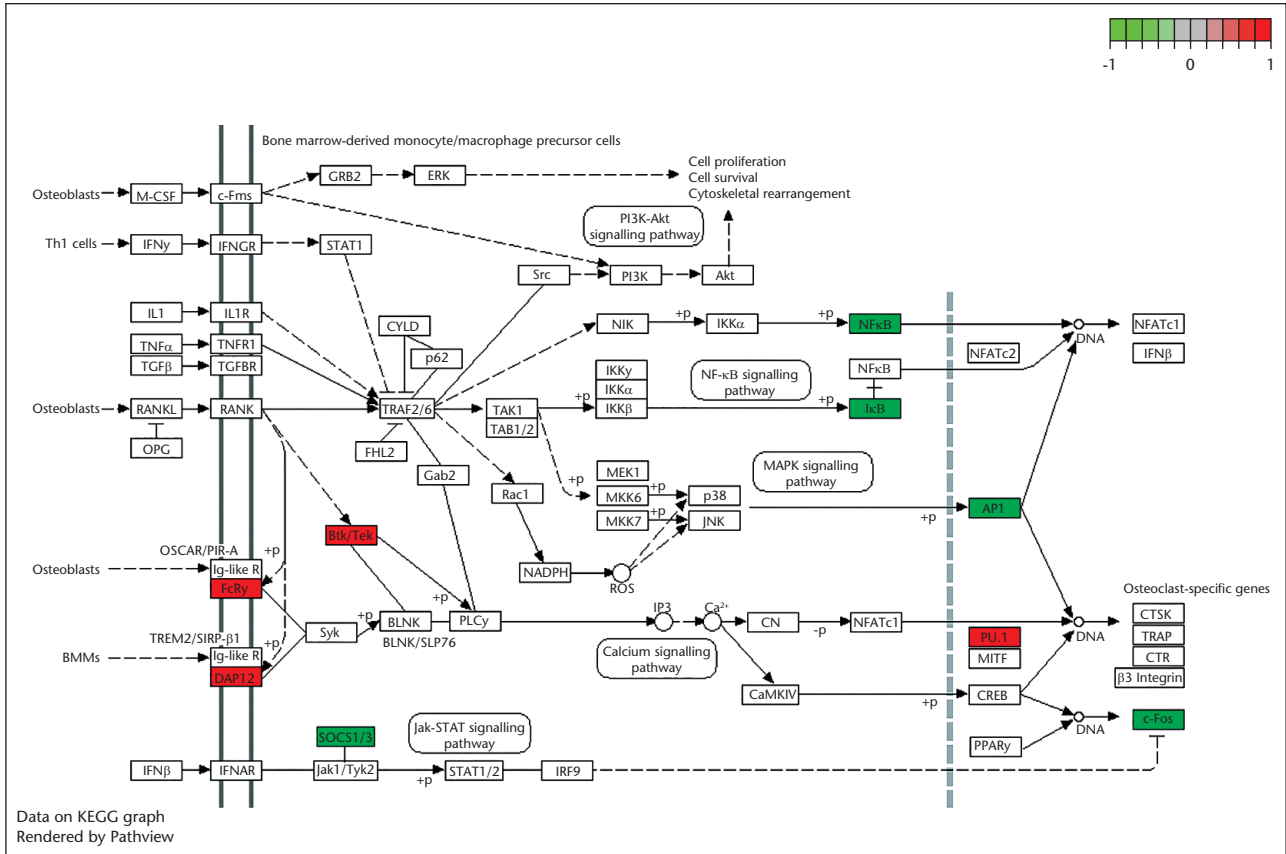 -1 0 1
Bone marrow-derived monocyte/macrophage precursor cells
GRB2 ERK
Cell proliferation
Cell survival
Cytoskeletal rearrangement
Osteoblasts M-CSF c-Fms
PI3K-Akt
signalling pathway
Th1 cells IFNy IFNGR STAT1
Src PI3K Akt
IL1 IL1R
CYLD
NIK +p IKKα +p NFκB
DNA
NFATc1
TNFα TNFR1
p62
NFATc2
IFNβ
TGFβ TGFBR
IKKy
IKKα
IKKβ
NF-κB signalling
pathway
NFκB
Osteoblasts RANKL RANK TRAF2/6 TAK1 +p +p IκB
TAB1/2
OPG
FHL2
Gab2
MEK1
MAPK signalling
pathway
Rac1
+p
MKK6 +p p38
MKK7 +p JNK
+p AP1
Btk/Tek
OSCAR/PIR-A +p
Osteoblasts Ig-like R
FcRy
NADPH ROS
+p
IP3 Ca2+
Osteoclast-specific genes
Syk +p BLNK PLCy
BLNK/SLP76
CN -p NFATc1
DNA
CTSK
TRAP
CTR
β3 Integrin
TREM2/SIRP-β1 +p
BMMs Ig-like R
DAP12
Calcium signalling
pathway
PU.1
MITF
CaMKIV +p CREB
SOCS1/3
Jak-STAT signalling
pathway
DNA
c-Fos
PPARy
IFNβ IFNAR Jak1/Tyk2 +p STAT1/2 IRF9
Data on KEGG graph
Rendered by Pathview